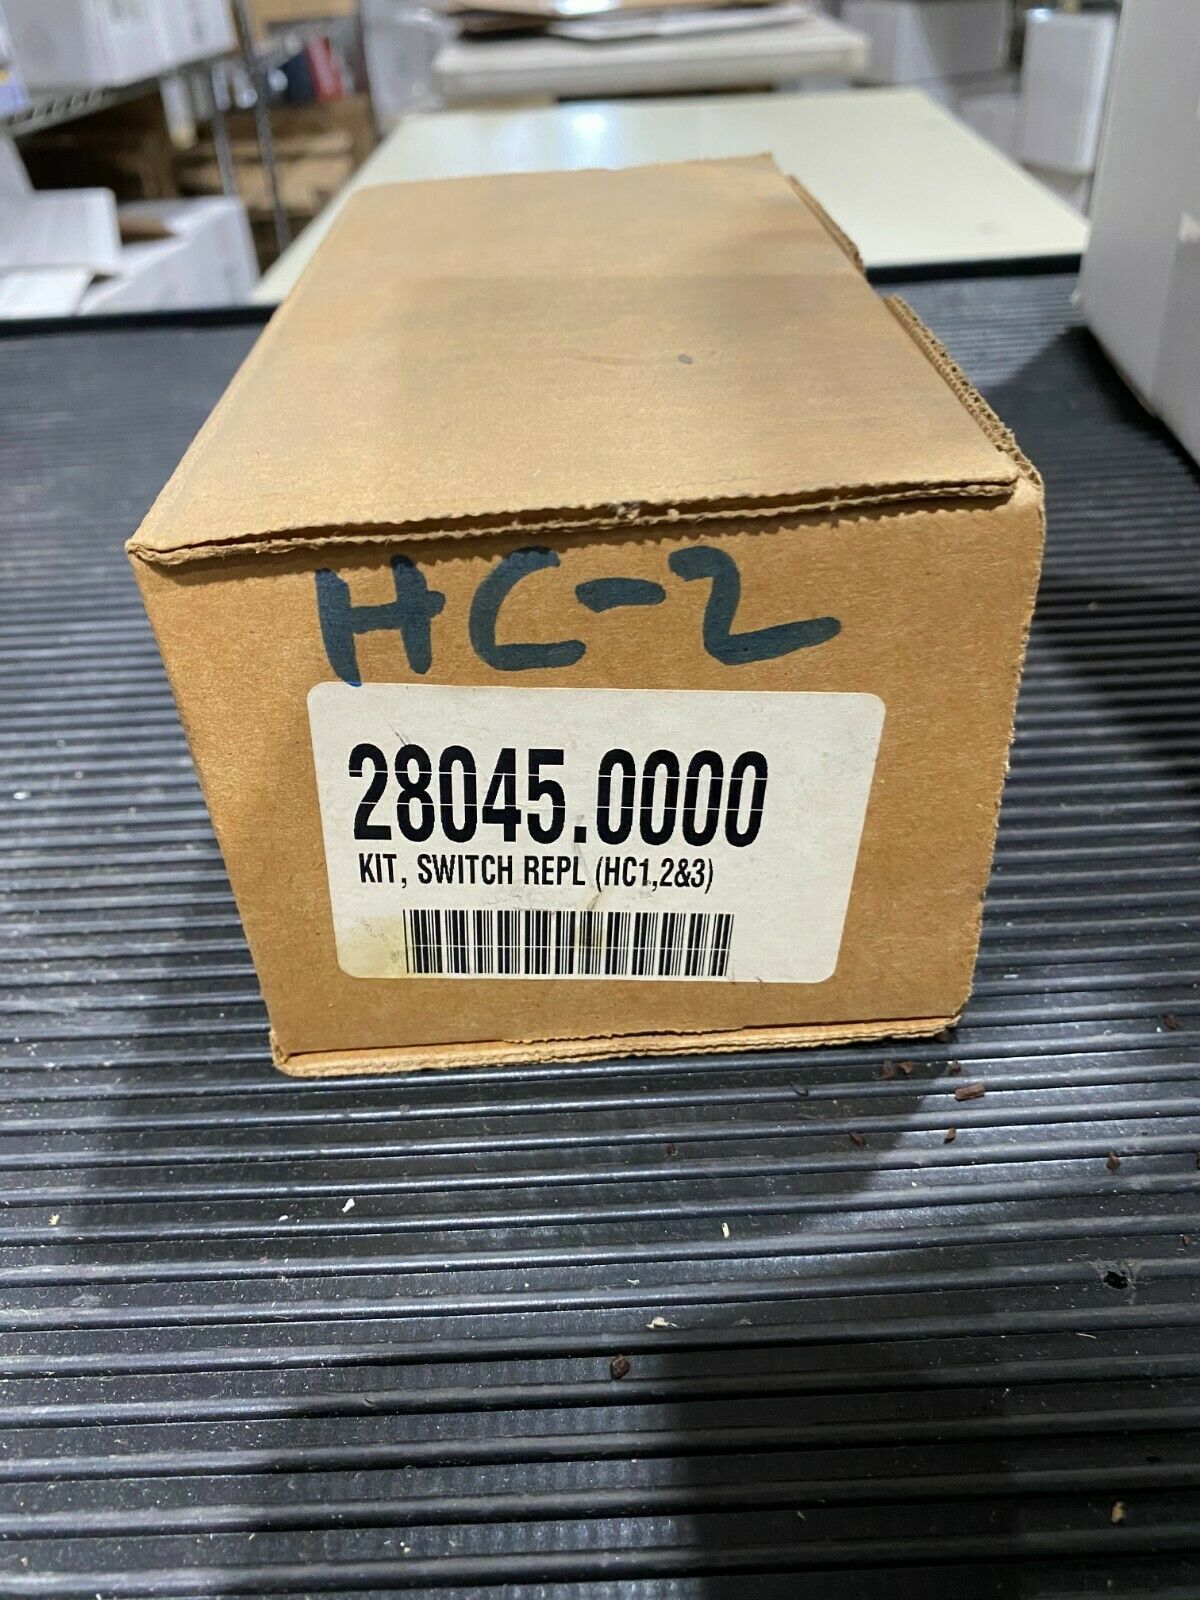 HC-2
28045.0000
KIT, SWITCH REPL (HC1,2&3)